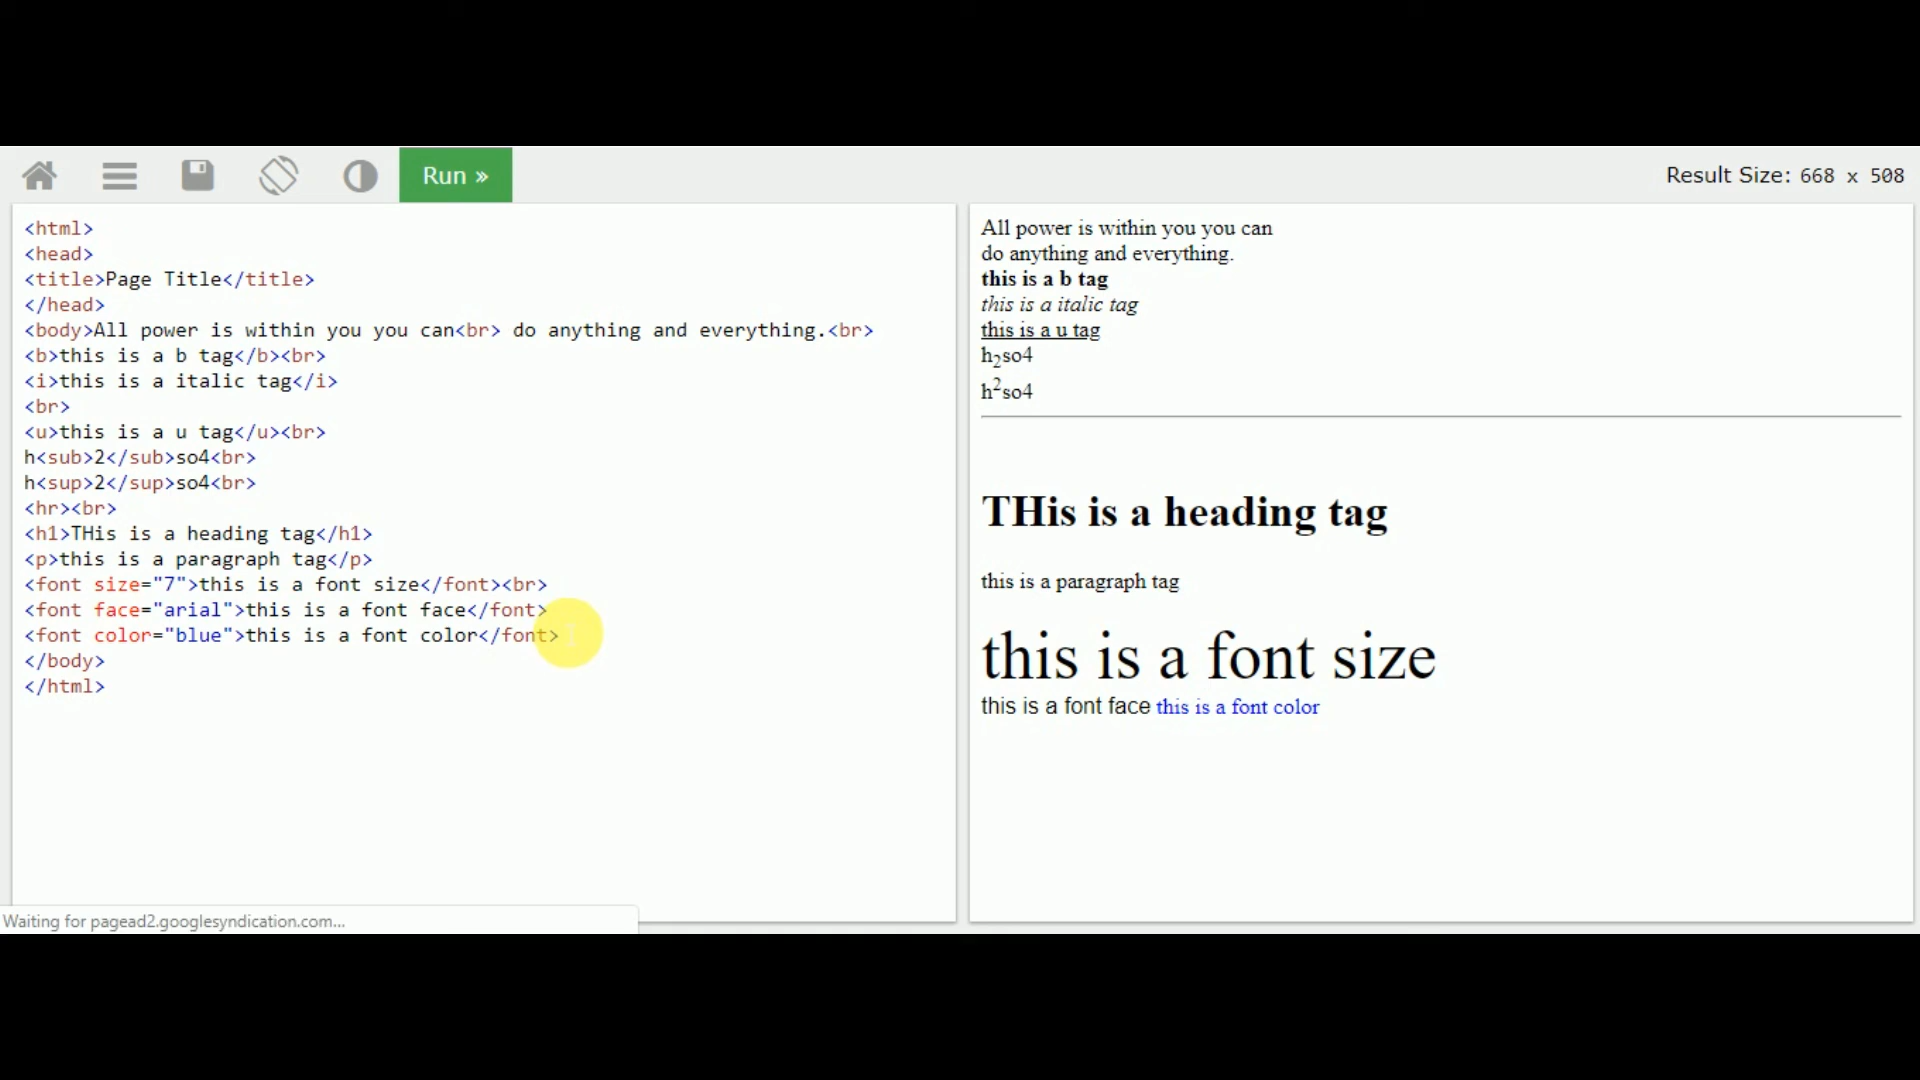 Run »
Result Size: 668 x 508
<html>
<head>
<title>Page Title</title>
</head>
<body>All power is within you you can<br> do anything and everything.<br>
<b>this is a b tag</b><br>
<i>this is a italic tag</i>
<br>
<u>this is a u tag</u><br>
h<sub>2</sub>so4<br>
h<sup>2</sup>so4<br>
<hr><br>
<h1>THis is a heading tag</h1>
<p>this is a paragraph tag</p>
<font size="7">this is a font size</font><br>
<font face="arial">this is a font face</font>
<font color="blue">this is a font color</font>
</body>
</html>
All power is within you you can
do anything and everything.
this is a b tag
this is a italic tag
this is a u tag
h2so4
h2so4
THis is a heading tag
this is a paragraph tag
this is a font size
this is a font face this is a font color
Waiting for pagead2.googlesyndication.com...